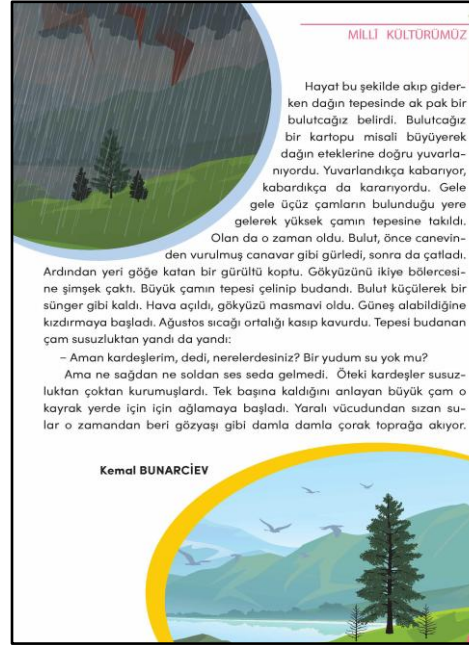 MİLLÎ KÜLTÜRÜMÜZ
Hayat bu şekilde akıp gider-
ken dağın tepesinde ak pak bir
bulutcağız belirdi. Bulutcağız
bir kartopu misali büyüyerek
dağın eteklerine doğru yuvarla-
nıyordu. Yuvarlandıkça kabarıyor,
kabardıkça da kararıyordu. Gele
gele üçüz çamların bulunduğu yere
gelerek yüksek çamın tepesine takıldı.
Olan da o zaman oldu. Bulut, önce canevin-
den vurulmuş canavar gibi gürledi, sonra da çatladı.
Ardından yeri göğe katan bir gürültü koptu. Gökyüzünü ikiye bölercesi-
ne şimşek çaktı. Büyük çamın tepesi çelinip budandı. Bulut küçülerek bir
sünger gibi kaldı. Hava açıldı, gökyüzü masmavi oldu. Güneş alabildiğine
kızdırmaya başladı. Ağustos sıcağı ortalığı kasıp kavurdu. Tepesi budanan
çam susuzluktan yandı da yandı:
– Aman kardeşlerim, dedi, nerelerdesiniz? Bir yudum su yok mu?
Ama ne sağdan ne soldan ses seda gelmedi. Öteki kardeşler susuz-
luktan çoktan kurumuşlardı. Tek başına kaldığını anlayan büyük çam o
kayrak yerde için için ağlamaya başladı. Yaralı vücudundan sızan su-
lar o zamandan beri gözyaşı gibi damla damla çorak toprağa akıyor.
Kemal BUNARCİEV